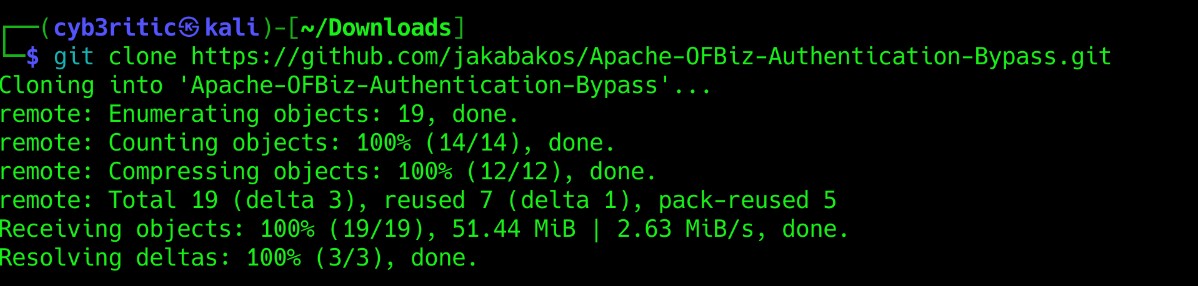 ┌──(cyb3ritic㉿kali)-[~/Downloads]
└─$ git clone https://github.com/jakabakos/Apache-OFBiz-Authentication-Bypass.git
Cloning into 'Apache-OFBiz-Authentication-Bypass'...
remote: Enumerating objects: 19, done.
remote: Counting objects: 100% (14/14), done.
remote: Compressing objects: 100% (12/12), done.
remote: Total 19 (delta 3), reused 7 (delta 1), pack-reused 5
Receiving objects: 100% (19/19), 51.44 MiB | 2.63 MiB/s, done.
Resolving deltas: 100% (3/3), done.